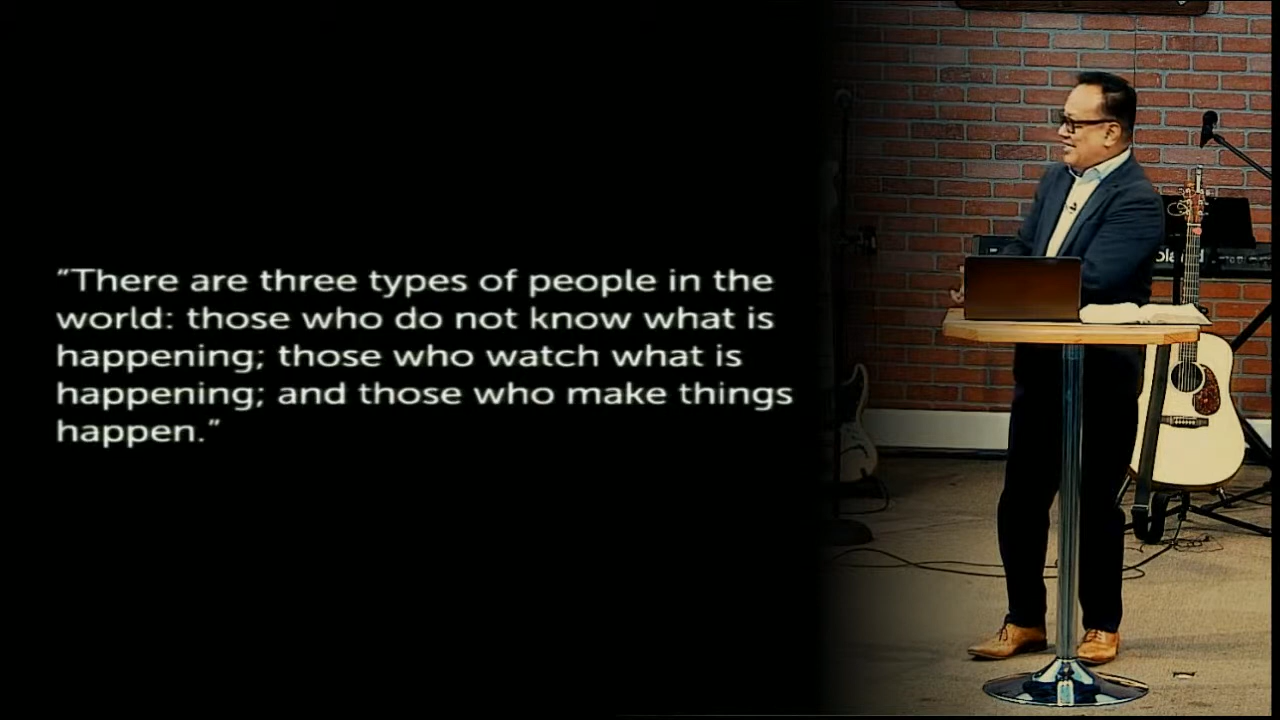 “There are three types of people in the
world: those who do not know what is
happening; those who watch what is
happening; and those who make things
happen.”
Roland